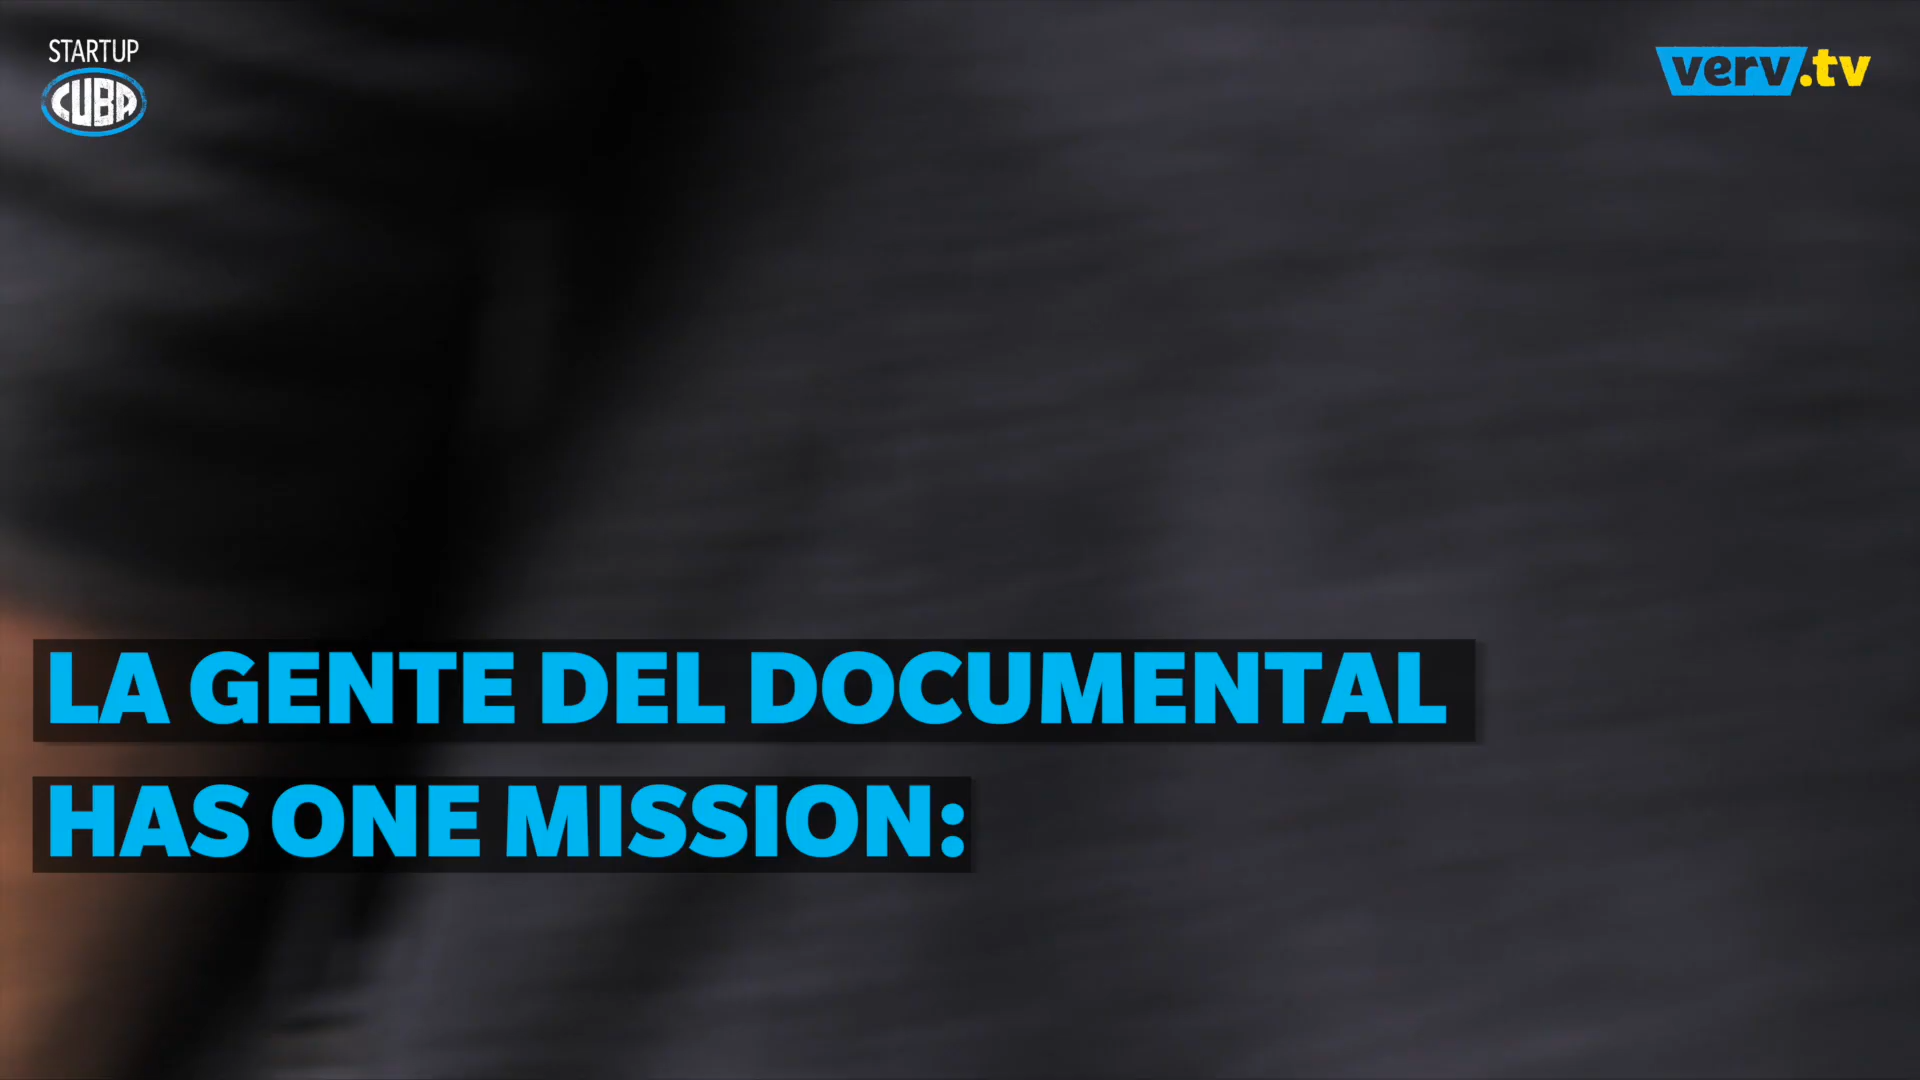 STARTUP
CUBA
verv.tv
LA GENTE DEL DOCUMENTAL
HAS ONE MISSION: